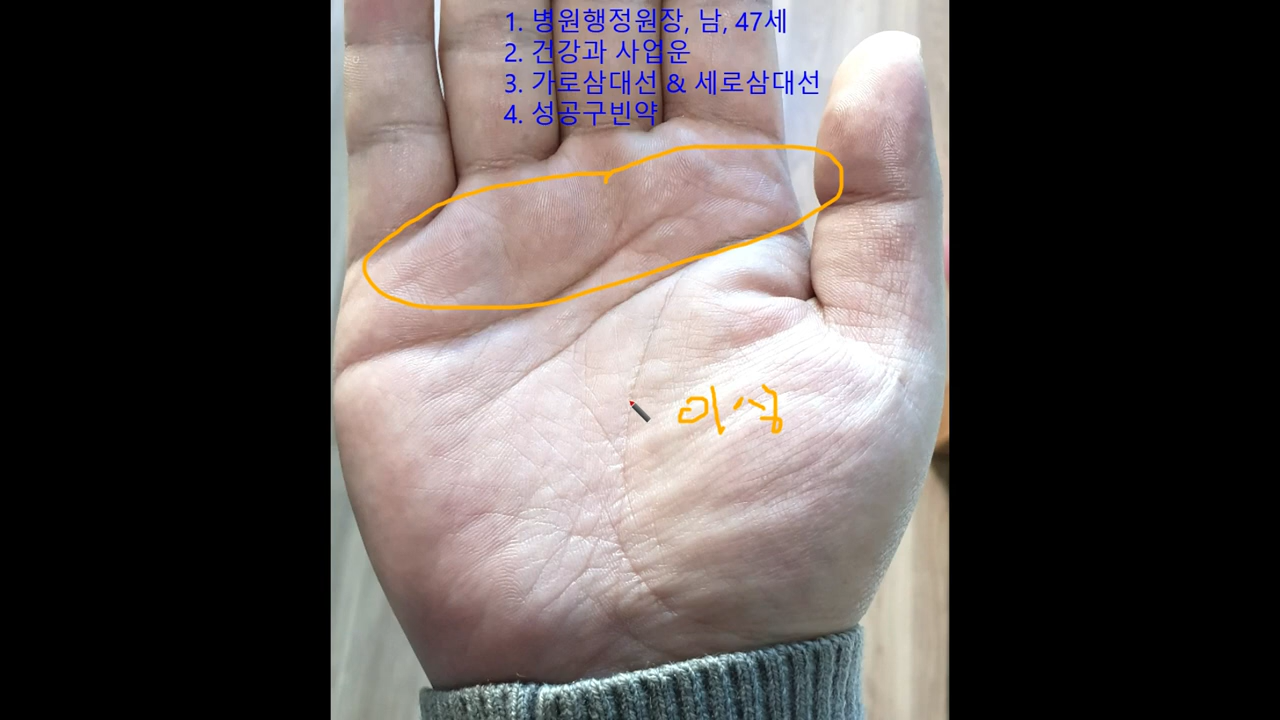 1. 병원행정원장, 남, 47세
2. 건강과 사업운
3. 가로삼대선 & 세로삼대선
4. 성공구빈약
이성